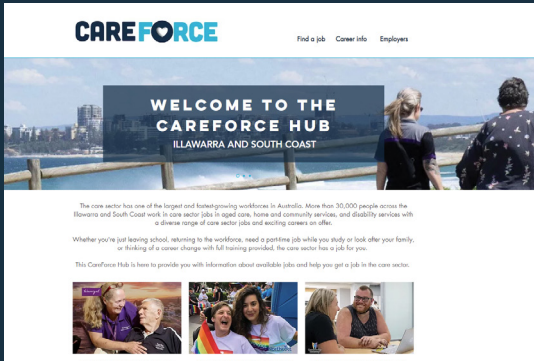 CAREFORCE
Find a job Career info Employers
WELCOME TO THE
CAREFORCE HUB
ILLAWARRA AND SOUTH COAST
The care sector has one of the largest and fastest-growing workforces in Australia. More than 30,000 people across the
Illawarra and South Coast work in care sector jobs in aged care, home and community services, and disability services with
a diverse range of care sector jobs and exciting careers on offer.
Whether you're just leaving school, returning to the workforce, need a part-time job while you study or look after your family,
or thinking of a career change with full training provided, the care sector has a job for you.
This CareForce Hub is here to provide you with information about available jobs and help you get a job in the care sector.